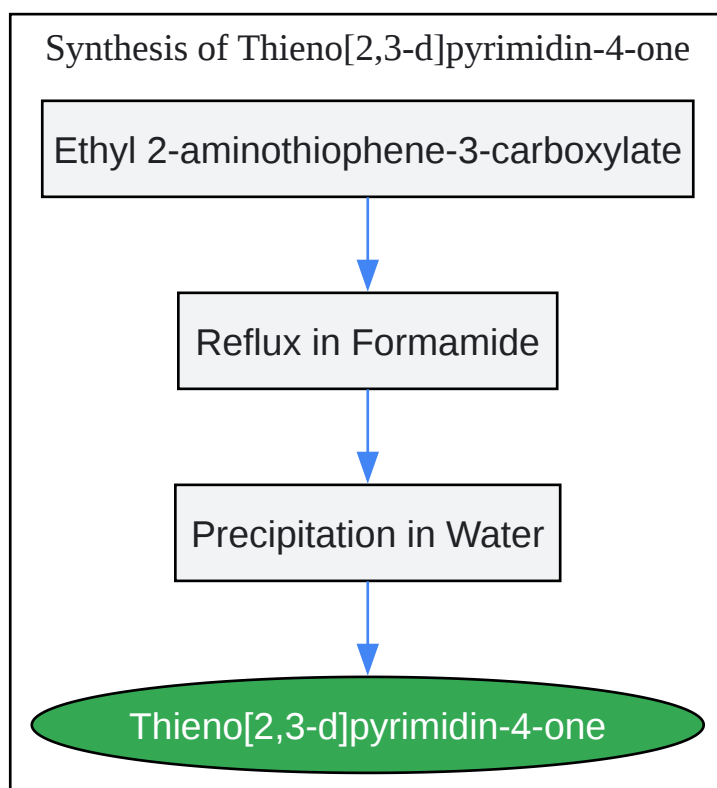 Synthesis of Thieno[2,3-d]pyrimidin-4-one
Ethyl 2-aminothiophene-3-carboxylate
Reflux in Formamide
Precipitation in Water
Thieno[2,3-d]pyrimidin-4-one